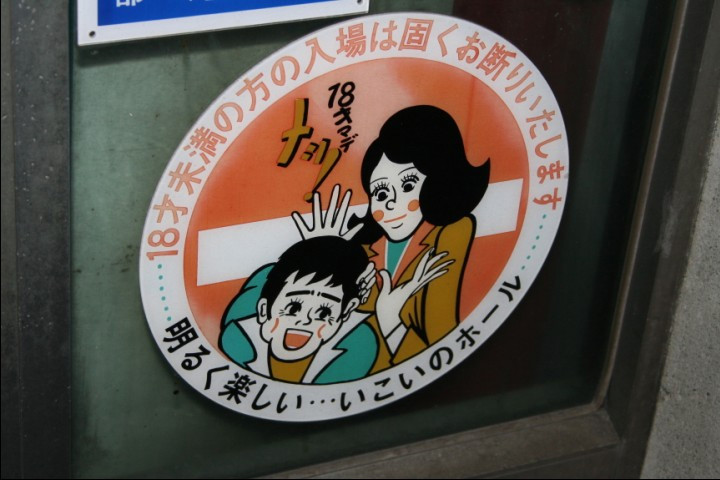 18才未満の方の入場は固くお断りいたします
18才マデ
メッ!
明るく楽しい…いこいのホール